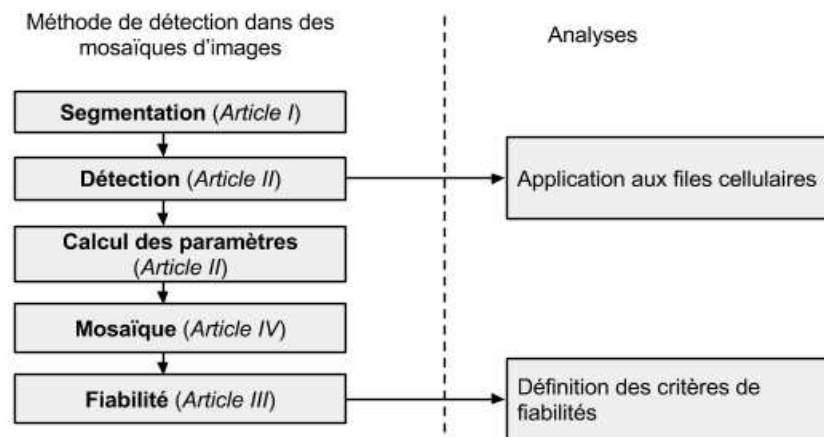 Méthode de détection dans des
mosaïques d'images
Analyses
Segmentation (Article I)
Détection (Article II)
Application aux files cellulaires
Calcul des paramètres
(Article II)
Mosaïque (Article IV)
Fiabilité (Article III)
Définition des critères de
fiabilités